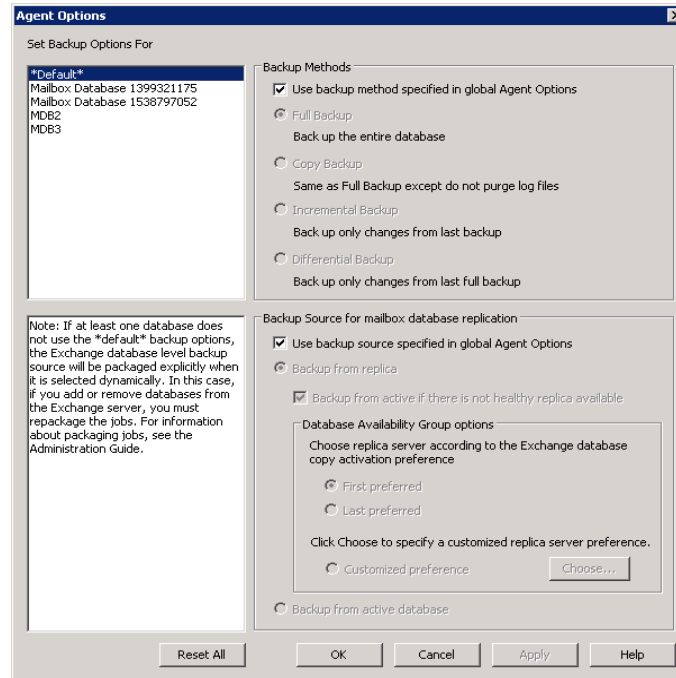 Agent Options
Set Backup Options For
*Default*
Mailbox Database 1399321175
Mailbox Database 1538797052
MDB2
MDB3
Note: If at least one database does
not use the *default* backup options,
the Exchange database level backup
source will be packaged explicitly when
it is selected dynamically. In this case,
if you add or remove databases from
the Exchange server, you must
repackage the jobs. For information
about packaging jobs, see the
Administration Guide.
Backup Methods
Use backup method specified in global Agent Options
Full Backup
Back up the entire database
Copy Backup
Same as Full Backup except do not purge log files
Incremental Backup
Back up only changes from last backup
Differential Backup
Back up only changes from last full backup
Backup Source for mailbox database replication
Use backup source specified in global Agent Options
Backup from replica
Backup from active if there is not healthy replica available
Database Availability Group options
Choose replica server according to the Exchange database
copy activation preference
First preferred
Last preferred
Click Choose to specify a customized replica server preference.
Customized preference
Choose...
Backup from active database
Reset All
OK
Cancel
Apply
Help